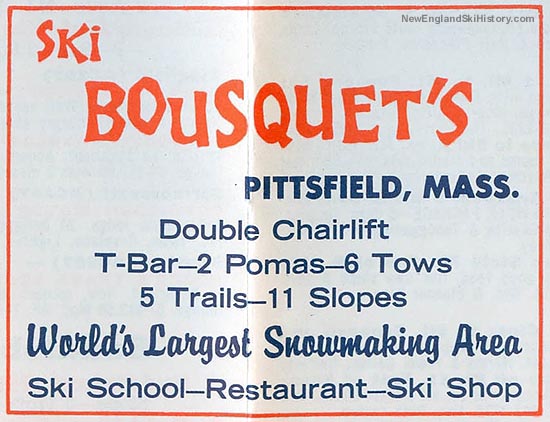 NewEnglandSkiHistory.com
SKI
BOUSQUET'S
PITTSFIELD, MASS.
Double Chairlift
T-Bar—2 Pomas—6 Tows
5 Trails—11 Slopes
World's Largest Snowmaking Area
Ski School—Restaurant—Ski Shop